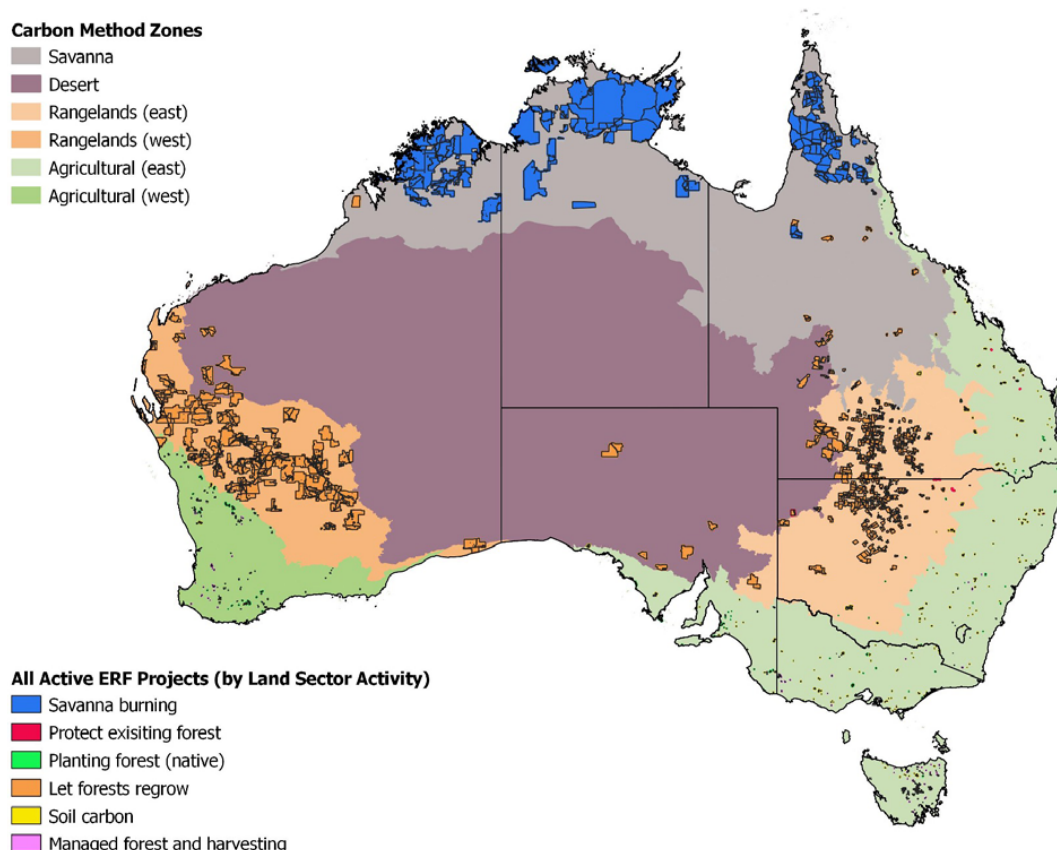 Carbon Method Zones
Savanna
Desert
Rangelands (east)
Rangelands (west)
Agricultural (east)
Agricultural (west)
All Active ERF Projects (by Land Sector Activity)
Savanna burning
Protect exisiting forest
Planting forest (native)
Let forests regrow
Soil carbon
Managed forest and harvesting